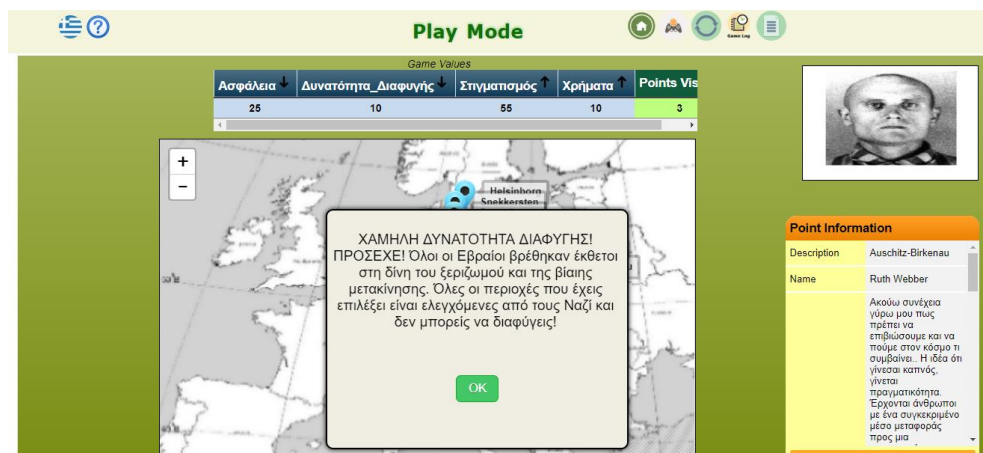 Play Mode
Game Log
Game Values
Ασφάλεια Δυνατότητα_Διαφυγής Στιγματισμός Χρήματα Points Vis
25 10 55 10 3
+
−
Helsinborg
Snekkersten
ΧΑΜΗΛΗ ΔΥΝΑΤΟΤΗΤΑ ΔΙΑΦΥΓΗΣ!
ΠΡΟΣΕΧΕ! Όλοι οι Εβραίοι βρέθηκαν έκθετοι
στη δίνη του ξεριζωμού και της βίαιης
μετακίνησης. Όλες οι περιοχές που έχεις
επιλέξει είναι ελεγχόμενες από τους Ναζί και
δεν μπορείς να διαφύγεις!
OK
Point Information
Description Auschitz-Birkenau
Name Ruth Webber
Ακούω συνέχεια
γύρω μου πως
πρέπει να
επιβιώσουμε και να
πούμε στον κόσμο τι
συμβαίνει.. Η ιδέα ότι
γίνεσαι καπνός,
γίνεται
πραγματικότητα.
Έρχονται άνθρωποι
με ένα συγκεκριμένο
μέσο μεταφοράς
προς μια